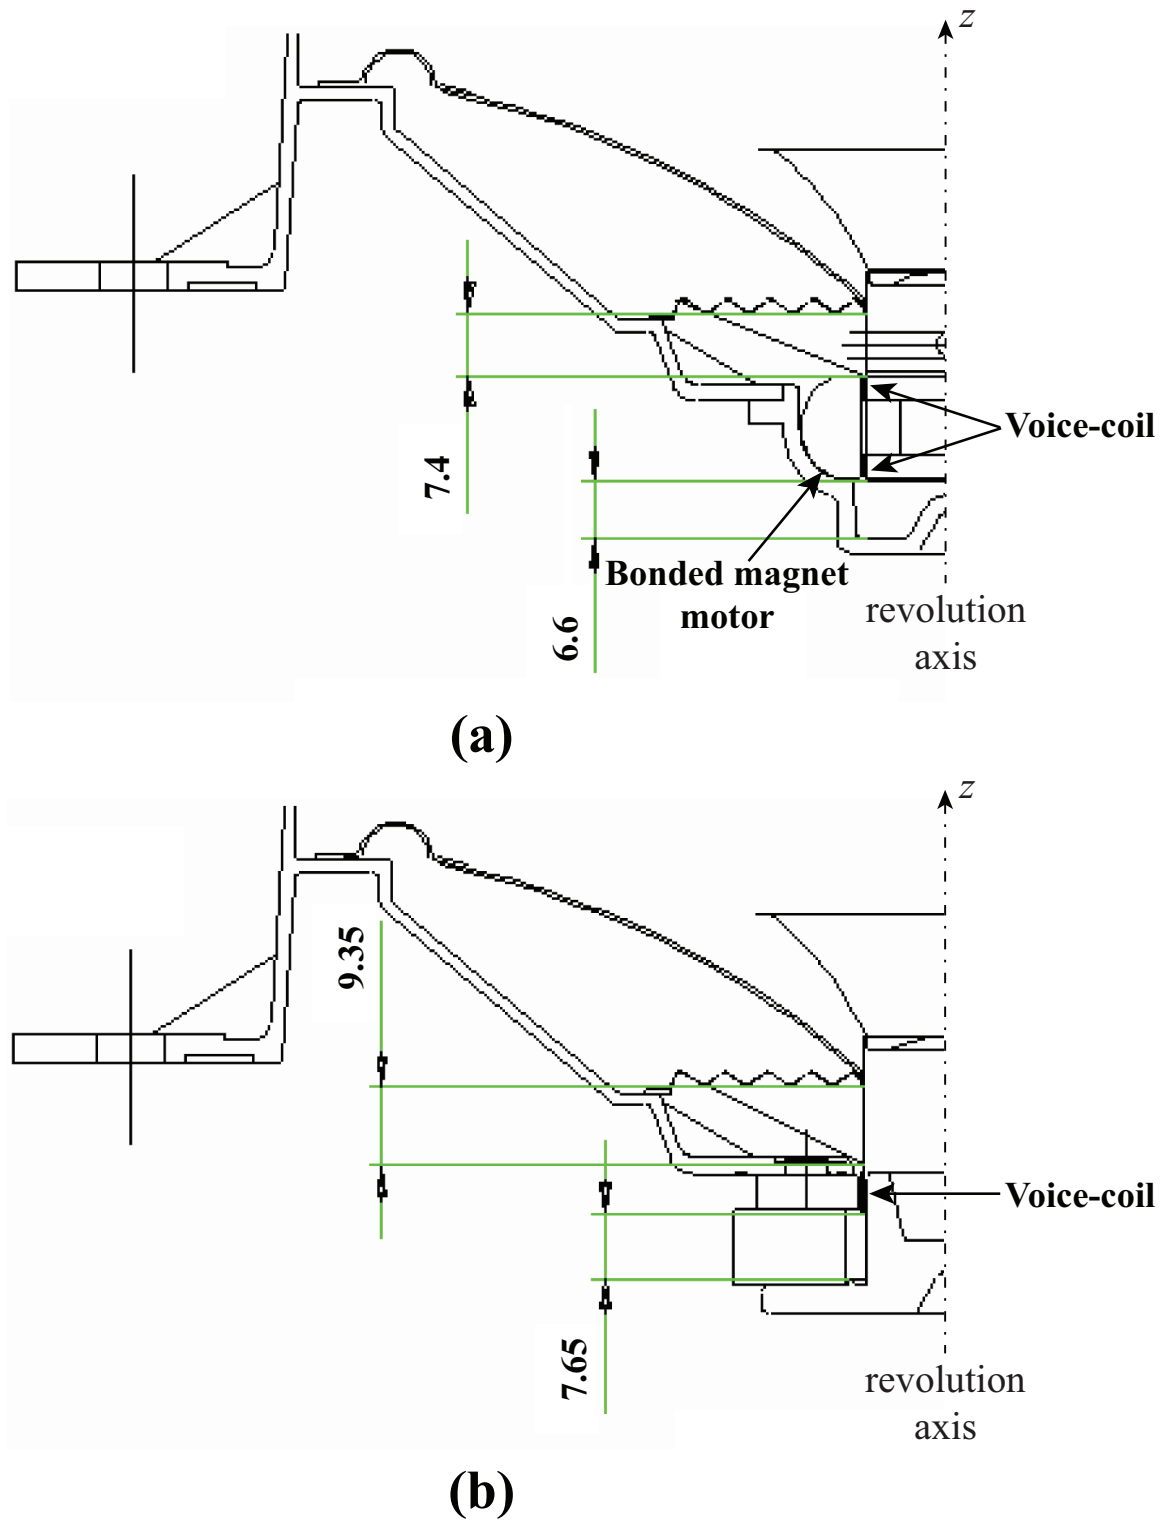 z
Voice-coil
7.4
Bonded magnet
motor
6.6
revolution
axis
(a)
z
9.35
Voice-coil
7.65
revolution
axis
(b)